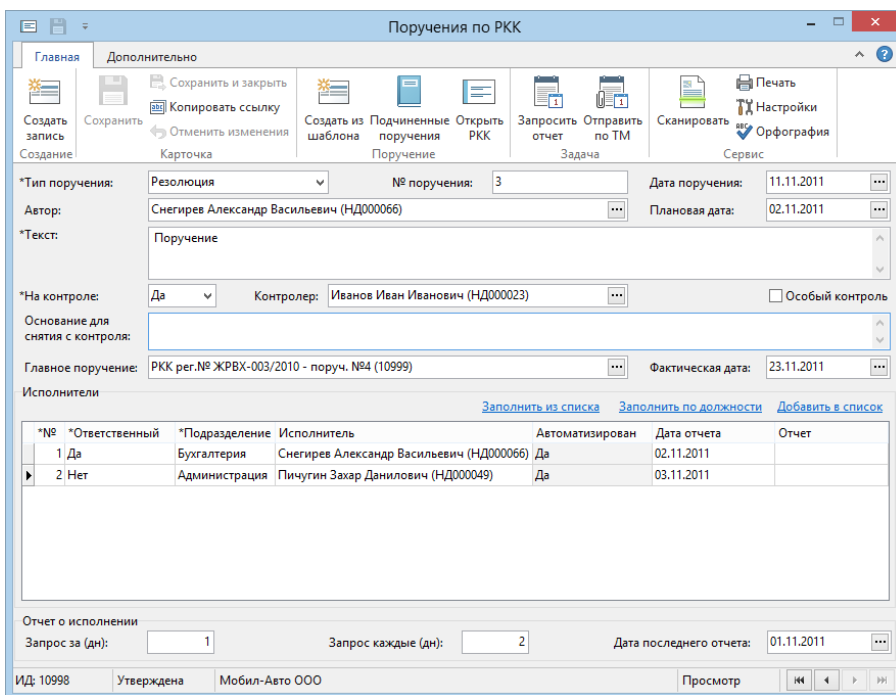 Поручения по РКК
Главная Дополнительно
Создать запись
Сохранить
Сохранить и закрыть
Копировать ссылку
Отменить изменения
Создать из шаблона
Подчиненные поручения
Открыть РКК
Запросить отчет
Отправить по ТМ
Сканировать
Печать
Настройки
Орфография
Создание Карточка Поручение Задача Сервис
*Тип поручения: Резолюция № поручения: 3 Дата поручения: 11.11.2011
Автор: Снегирев Александр Васильевич (НД000066) Плановая дата: 02.11.2011
*Текст: Поручение
*На контроле: Да Контролер: Иванов Иван Иванович (НД000023) Особый контроль
Основание для
снятия с контроля:
Главное поручение: РКК рег.№ ЖРВХ-003/2010 - поруч. №4 (10999) Фактическая дата: 23.11.2011
Исполнители
Заполнить из списка Заполнить по должности Добавить в список
*№ *Ответственный *Подразделение Исполнитель Автоматизирован Дата отчета Отчет
1 Да Бухгалтерия Снегирев Александр Васильевич (НД000066) Да 02.11.2011
2 Нет Администрация Пичугин Захар Данилович (НД000049) Да 03.11.2011
Отчет о исполнении
Запрос за (дн): 1 Запрос каждые (дн): 2 Дата последнего отчета: 01.11.2011
ИД: 10998 Утверждена Мобил-Авто ООО Просмотр